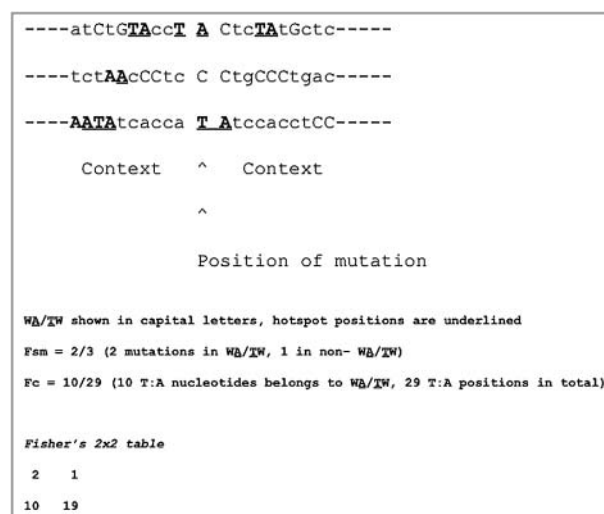 ----atCtGTAccT A CtcTATGctc-----
----tctAAcCCtc C CtgCCCtgac-----
----AATAtcacca T AtccacctCC-----
Context ^ Context
^
Position of mutation
WA/TW shown in capital letters, hotspot positions are underlined
Fsm = 2/3 (2 mutations in WA/TW, 1 in non- WA/TW)
Fc = 10/29 (10 T:A nucleotides belongs to WA/TW, 29 T:A positions in total)
Fisher's 2x2 table
2 1
10 19